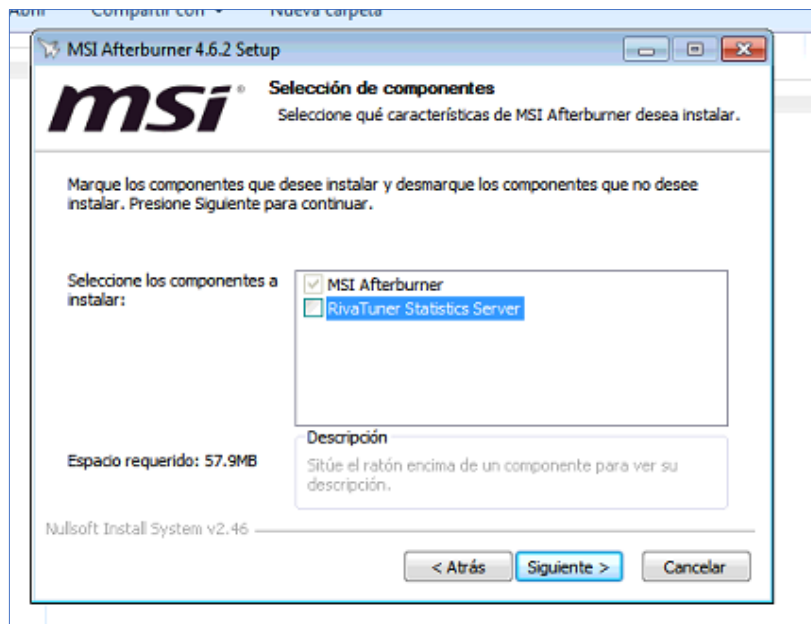 Abrir Compartir con Nueva carpeta
MSI Afterburner 4.6.2 Setup
msi®
Selección de componentes
Seleccione qué características de MSI Afterburner desea instalar.
Marque los componentes que desee instalar y desmarque los componentes que no desee
instalar. Presione Siguiente para continuar.
Seleccione los componentes a
instalar:
MSI Afterburner
RivaTuner Statistics Server
Espacio requerido: 57.9MB
Descripción
Sitúe el ratón encima de un componente para ver su
descripción.
Nullsoft Install System v2.46
< Atrás
Siguiente >
Cancelar